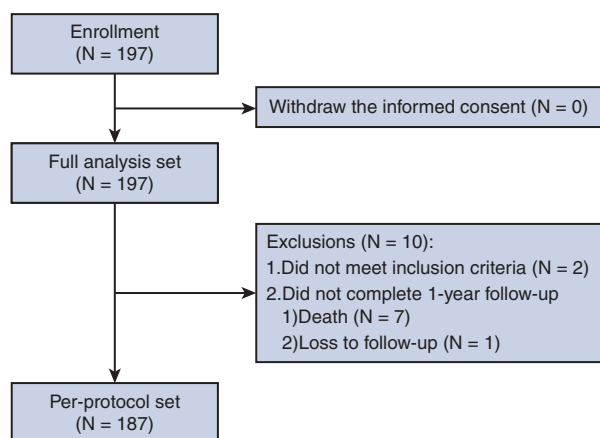 Enrollment
(N = 197)
Withdraw the informed consent (N = 0)
Full analysis set
(N = 197)
Exclusions (N = 10):
1.Did not meet inclusion criteria (N = 2)
2.Did not complete 1-year follow-up
1)Death (N = 7)
2)Loss to follow-up (N = 1)
Per-protocol set
(N = 187)